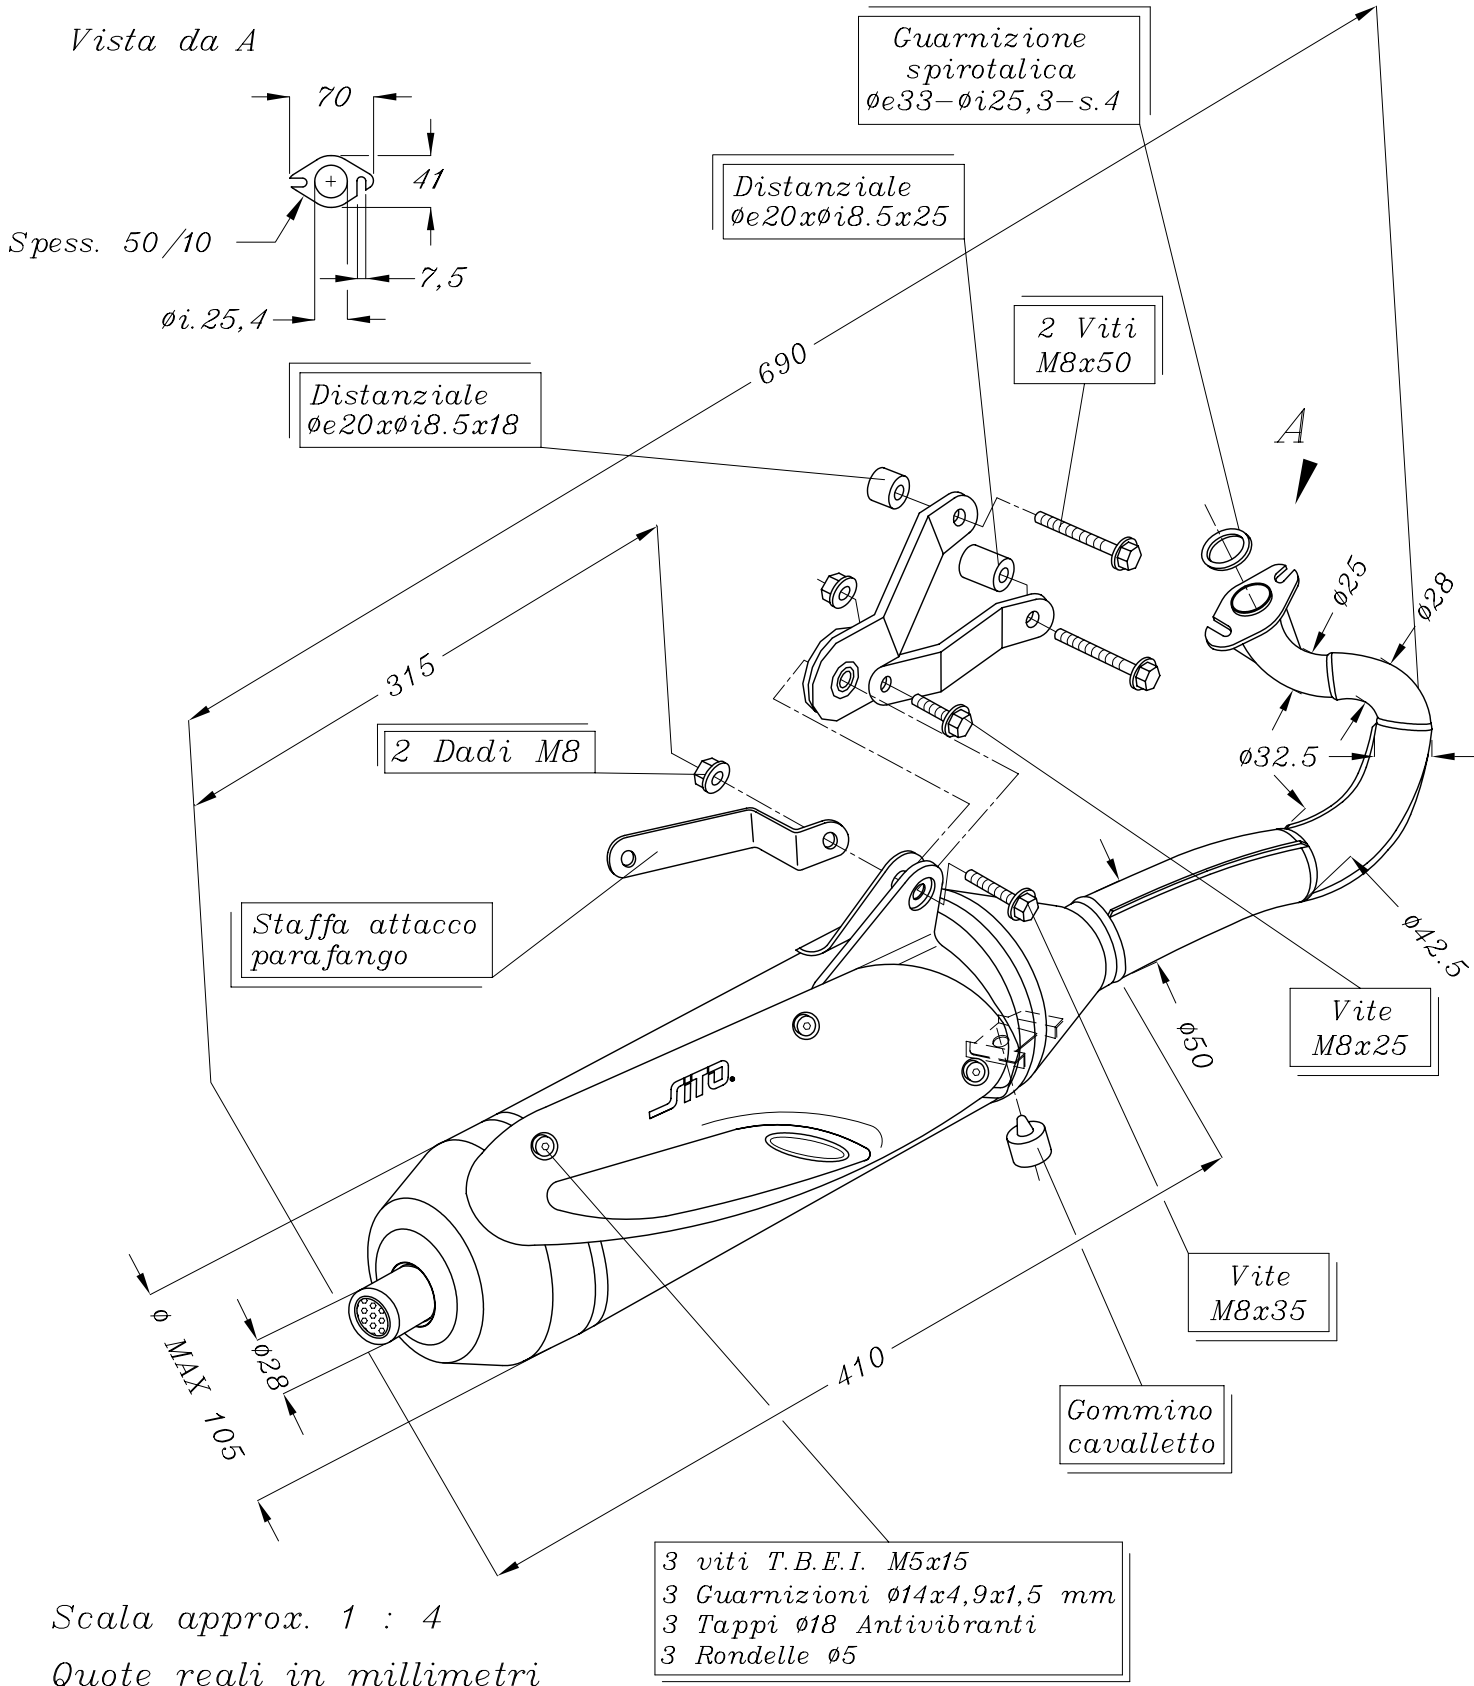 Vista da A
70
41
Spess. 50/10
7,5
øi.25,4
Guarnizione
spirotalica
øe33-øi25,3-s.4
Distanziale
øe20xøi8.5x25
2 Viti
M8x50
690
Distanziale
øe20xøi8.5x18
A
ø25
ø28
315
2 Dadi M8
ø32.5
Staffa attacco
parafango
ø42.5
Vite
M8x25
ø50
SITO
Vite
M8x35
ø MAX 105
ø28
410
Gommino
cavalletto
3 viti T.B.E.I. M5x15
3 Guarnizioni ø14x4,9x1,5 mm
3 Tappi ø18 Antivibranti
3 Rondelle ø5
Scala approx. 1 : 4
Quote reali in millimetri